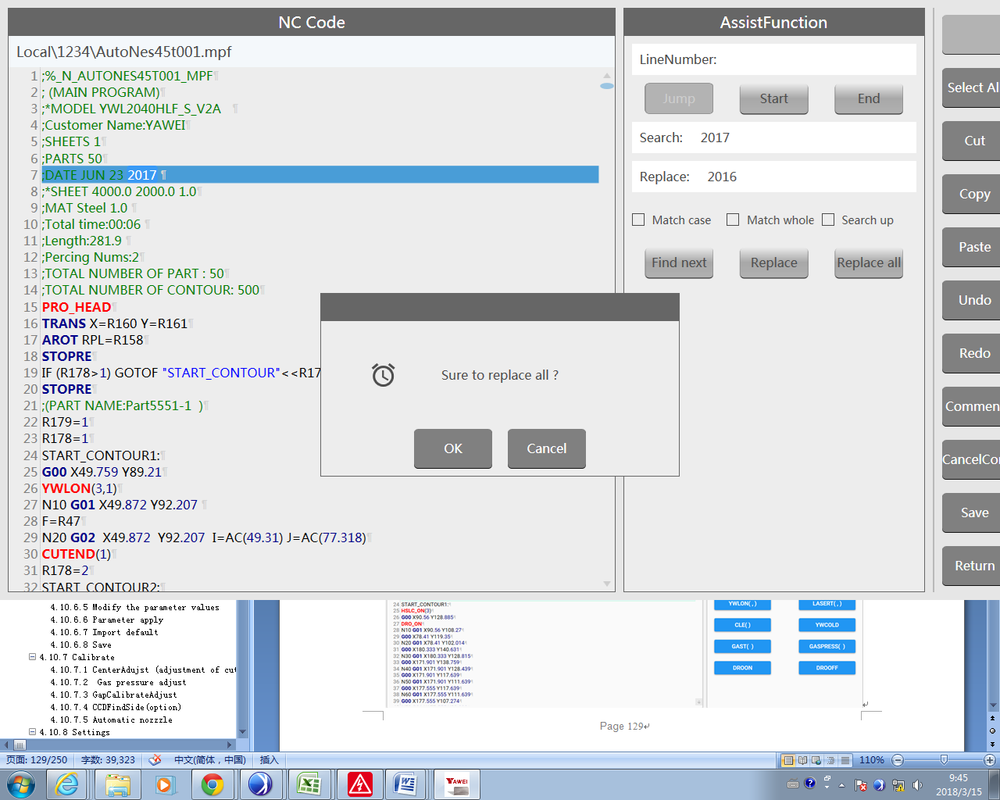 NC Code
Local\1234\AutoNes45t001.mpf
1 ;%_N_AUTONES45T001_MPF¶
2 ; (MAIN PROGRAM)¶
3 ;*MODEL YWL2040HLF_S_V2A ¶
4 ;Customer Name:YAWEI¶
5 ;SHEETS 1¶
6 ;PARTS 50¶
7 ;DATE JUN 23 2017 ¶
8 ;*SHEET 4000.0 2000.0 1.0¶
9 ;MAT Steel 1.0 ¶
10 ;Total time:00:06 ¶
11 ;Length:281.9 ¶
12 ;Percing Nums:2¶
13 ;TOTAL NUMBER OF PART : 50¶
14 ;TOTAL NUMBER OF CONTOUR: 500¶
15 PRO_HEAD¶
16 TRANS X=R160 Y=R161¶
17 AROT RPL=R158¶
18 STOPRE¶
19 IF (R178>1) GOTOF "START_CONTOUR"<<R17
20 STOPRE¶
21 ;(PART NAME:Part5551-1 )¶
22 R179=1¶
23 R178=1¶
24 START_CONTOUR1:¶
25 G00 X49.759 Y89.21¶
26 YWLON(3,1)¶
27 N10 G01 X49.872 Y92.207 ¶
28 F=R47¶
29 N20 G02 X49.872 Y92.207 I=AC(49.31) J=AC(77.318)¶
30 CUTEND(1)¶
31 R178=2¶
32 START_CONTOUR2:¶
AssistFunction
LineNumber:
Jump Start End
Search: 2017
Replace: 2016
Match case Match whole Search up
Find next Replace Replace all
Sure to replace all ?
OK Cancel
Select Al
Cut
Copy
Paste
Undo
Redo
Commen
CancelCor
Save
Return
4.10.6.5 Modify the parameter values
4.10.6.6 Parameter apply
4.10.6.7 Import default
4.10.6.8 Save
4.10.7 Calibrate
4.10.7.1 CenterAdujst (adjustment of cut
4.10.7.2 Gas pressure adjust
4.10.7.3 GapCalibrateAdjust
4.10.7.4 CCDFindSide(option)
4.10.7.5 Automatic nozzzle
4.10.8 Settings
24 START_CONTOUR1:¶
25 HSLC_ON(3)¶
26 G00 X90.56 Y128.885¶
27 DRO_ON¶
28 N10 G01 X90.56 Y108.27¶
29 G00 X78.41 Y119.35¶
30 N20 G01 X78.41 Y102.014¶
31 G00 X180.333 Y140.631¶
32 N30 G01 X180.333 Y128.815¶
33 G00 X171.901 Y138.759¶
34 N40 G01 X171.901 Y128.439¶
35 G00 X171.901 Y117.639¶
36 N50 G01 X171.901 Y111.639¶
37 G00 X177.555 Y117.639¶
38 N60 G01 X177.555 Y111.639¶
39 G00 X177.555 Y107.274¶
YWLON( , ) LASERT( , )
CLE( ) YWCOLD
GAST( ) GASPRESS( )
DROON DROOFF
Page 129
页面: 129/250 字数: 39,323 中文(简体，中国) 插入 110%
YAWEI
9:45
2018/3/15